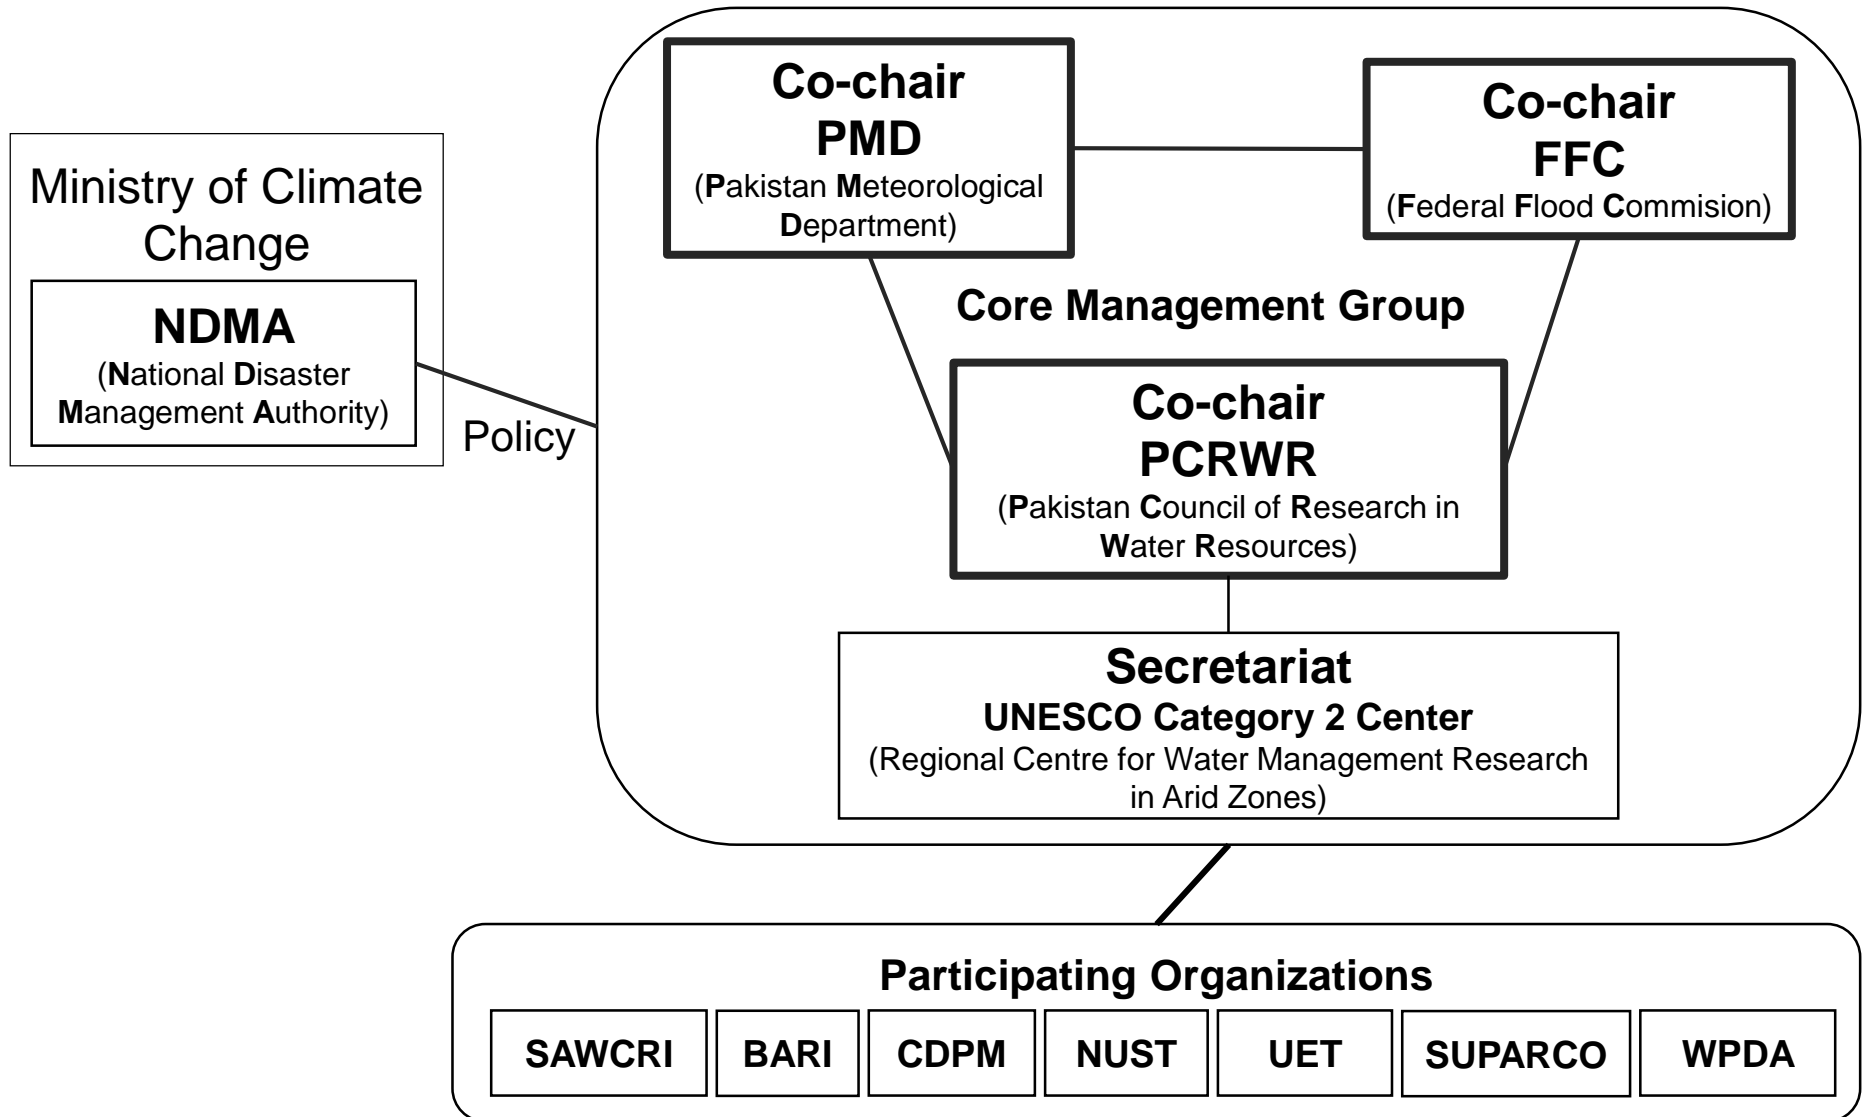 Co-chair
PMD
(Pakistan Meteorological
Department)
Co-chair
FFC
(Federal Flood Commision)
Ministry of Climate
Change
NDMA
(National Disaster
Management Authority)
Policy
Core Management Group
Co-chair
PCRWR
(Pakistan Council of Research in
Water Resources)
Secretariat
UNESCO Category 2 Center
(Regional Centre for Water Management Research
in Arid Zones)
Participating Organizations
SAWCRI BARI CDPM NUST UET SUPARCO WPDA